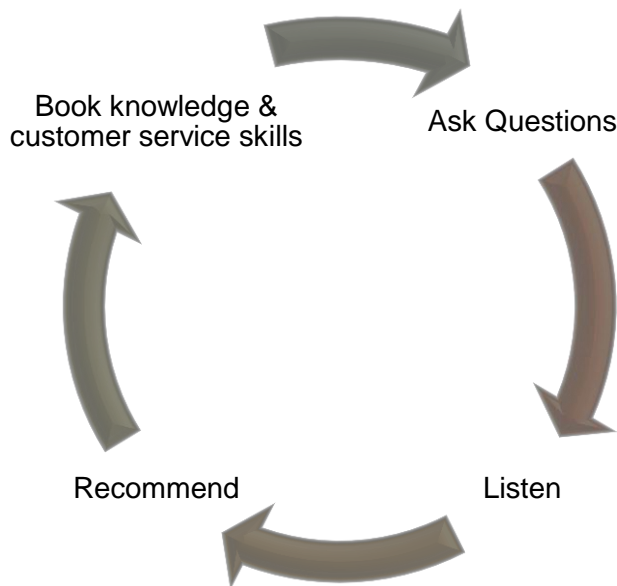 Book knowledge &
customer service skills
Ask Questions
Listen
Recommend